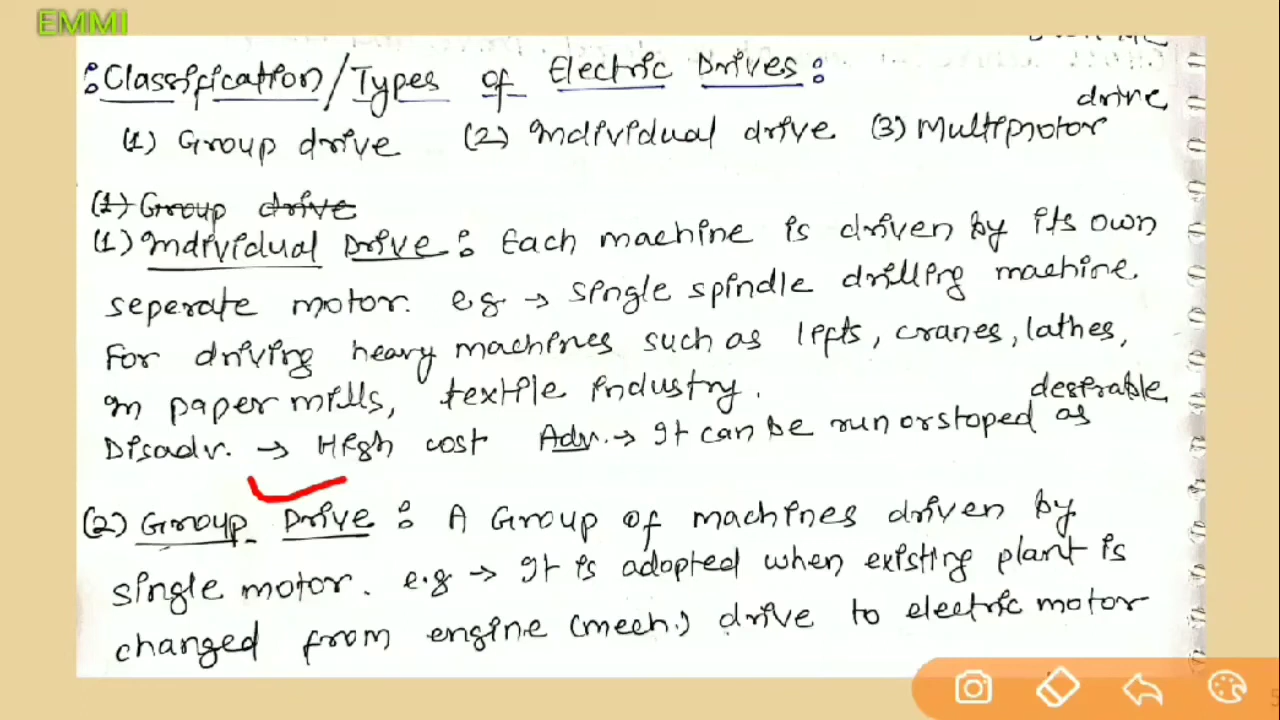 EMMI
:Classification/Types of Electric Drives:
(1) Group drive (2) Individual drive (3) Multimotor drive
(1) Group drive
(1) Individual Drive: Each machine is driven by its own
seperate motor. e.g → single spindle drilling machine
For driving heavy machines such as lifts, cranes, lathes,
In paper mills, textile industry.
Disadv. → High cost Adv. → It can be run or stoped as desirable
(2) Group Drive: A Group of machines driven by
single motor. e.g → It is adopted when existing plant is
changed from engine (mech.) drive to electric motor